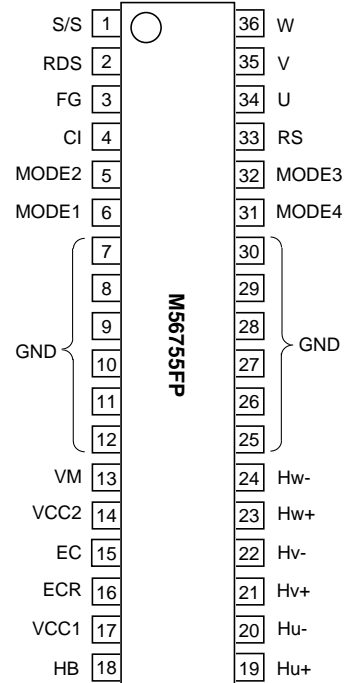 S/S 1 36 W
RDS 2 35 V
FG 3 34 U
CI 4 33 RS
MODE2 5 32 MODE3
MODE1 6 31 MODE4
7 30
8 29
9 28
GND 10 27 GND
11 26
12 25
VM 13 24 Hw-
VCC2 14 23 Hw+
EC 15 22 Hv-
ECR 16 21 Hv+
VCC1 17 20 Hu-
HB 18 19 Hu+
M56755FP